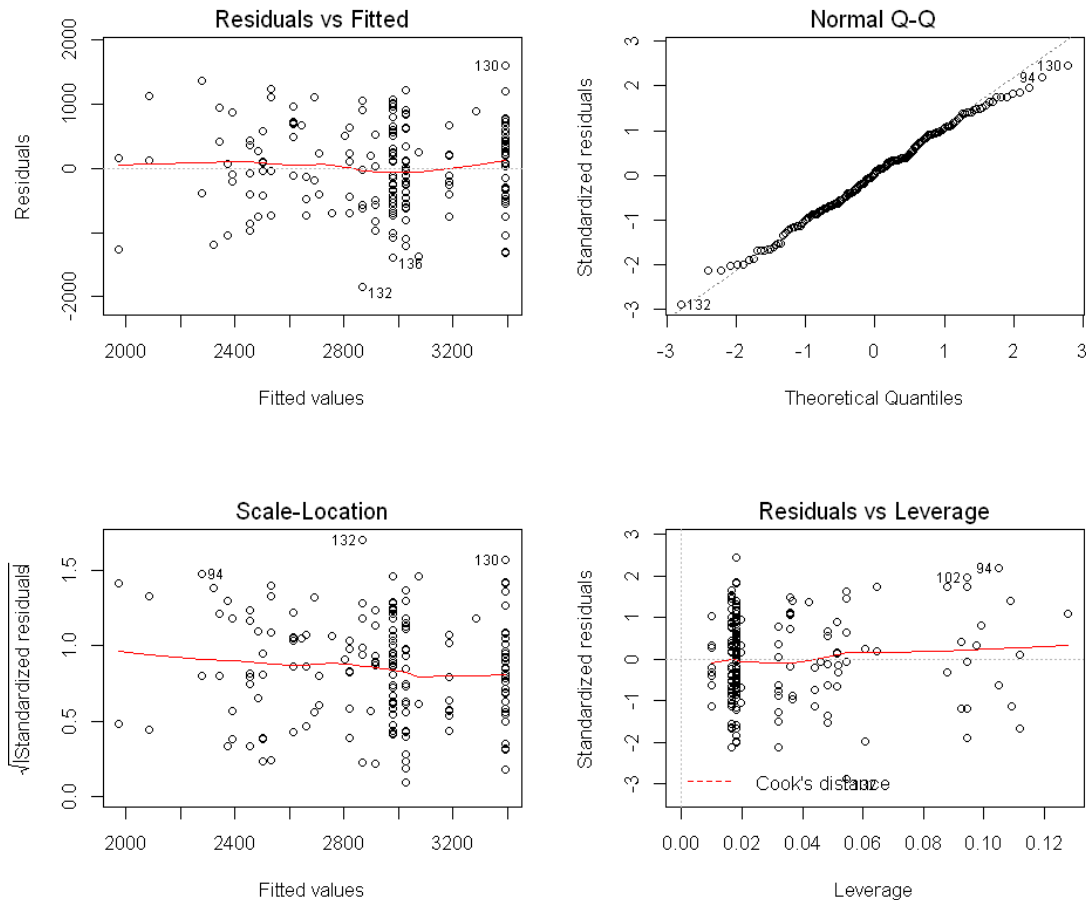 Residuals vs Fitted
Residuals
2000
1000
0
-2000
130
136
132
2000 2400 2800 3200
Fitted values
Normal Q-Q
Standardized residuals
3
2
1
0
-1
-2
-3
130
94
132
-3 -2 -1 0 1 2 3
Theoretical Quantiles
Scale-Location
√|Standardized residuals|
1.5
1.0
0.5
0.0
132
130
94
2000 2400 2800 3200
Fitted values
Residuals vs Leverage
Standardized residuals
3
2
1
0
-1
-2
-3
94
102
132
Cook's distance
0.00 0.02 0.04 0.06 0.08 0.10 0.12
Leverage